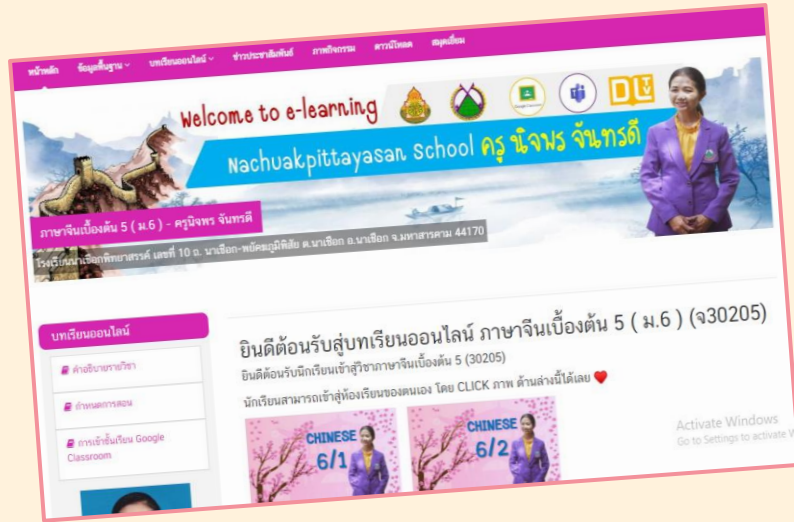 หน้าหลัก ข้อมูลพื้นฐาน บทเรียนออนไลน์ ข่าวประชาสัมพันธ์ ภาพกิจกรรม ดาวน์โหลด สมุดเยี่ยม
Welcome to e-learning
DLTV
Nachuakpittayasan School ครู นิจพร จันทรดี
ภาษาจีนเบื้องต้น 5 ( ม.6 ) - ครูนิจพร จันทรดี
โรงเรียนนาเชือกพิทยาสรรค์ เลขที่ 10 ถ. นาเชือก-พยัคฆภูมิพิสัย ต.นาเชือก อ.นาเชือก จ.มหาสารคาม 44170
บทเรียนออนไลน์
คำอธิบายรายวิชา
กำหนดการสอน
การเข้าชั้นเรียน Google
Classroom
ยินดีต้อนรับสู่บทเรียนออนไลน์ ภาษาจีนเบื้องต้น 5 ( ม.6 ) (จ30205)
ยินดีต้อนรับนักเรียนเข้าสู่วิชาภาษาจีนเบื้องต้น 5 (30205)
นักเรียนสามารถเข้าสู่ห้องเรียนของตนเอง โดย CLICK ภาพ ด้านล่างนี้ได้เลย
CHINESE
6/1
CHINESE
6/2
Activate Windows
Go to Settings to activate W